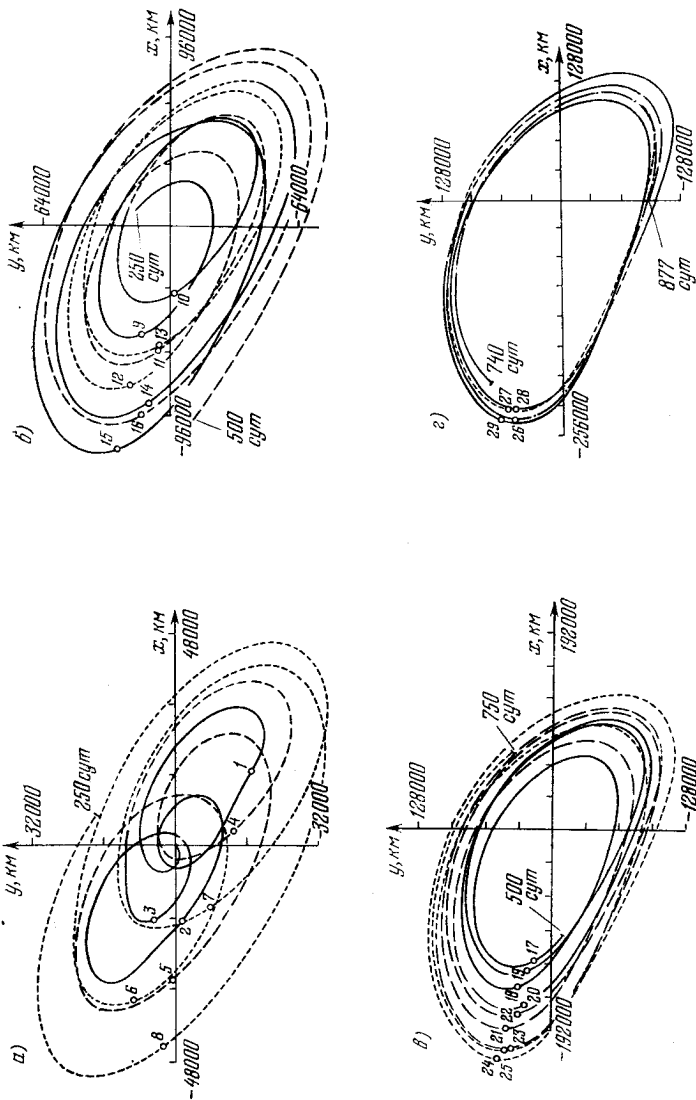 а)
y, км
32000
250 сут
x, км
48000
-48000
-32000
1
2
3
4
5
6
7
8
б)
y, км
64000
250
сут
x, км
96000
-96000
-64000
500
сут
9
10
11
12
13
14
15
16
в)
y, км
128000
750
сут
x, км
192000
-192000
-128000
500
сут
17
18
19
20
21
22
23
24
25
г)
y, км
128000
740
сут
x, км
128000
-256000
-128000
877
сут
26
27
28
29